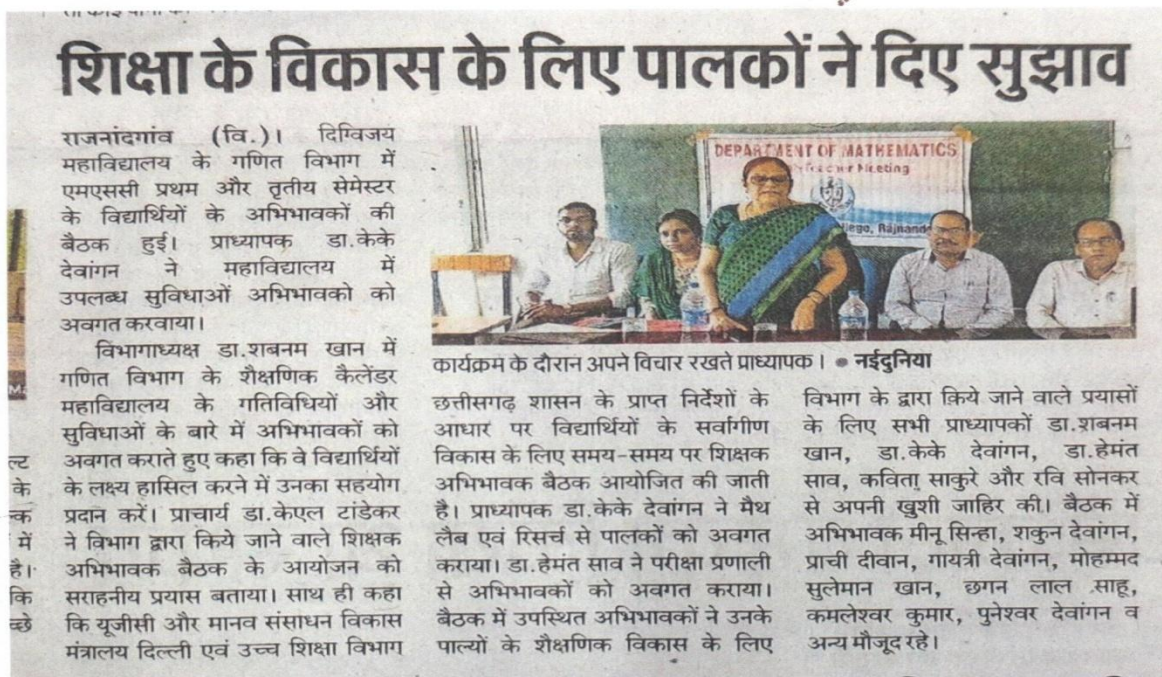 शिक्षा के विकास के लिए पालकों ने दिए सुझाव
राजनांदगांव (वि.)। दिग्विजय
महाविद्यालय के गणित विभाग में
एमएससी प्रथम और तृतीय सेमेस्टर
के विद्यार्थियों के अभिभावकों की
बैठक हुई। प्राध्यापक डा.केके
देवांगन ने महाविद्यालय में
उपलब्ध सुविधाओं अभिभावको को
अवगत करवाया।
विभागाध्यक्ष डा.शबनम खान में
गणित विभाग के शैक्षणिक कैलेंडर
महाविद्यालय के गतिविधियों और
सुविधाओं के बारे में अभिभावकों को
अवगत कराते हुए कहा कि वे विद्यार्थियों
के लक्ष्य हासिल करने में उनका सहयोग
प्रदान करें। प्राचार्य डा.केएल टांडेकर
ने विभाग द्वारा किये जाने वाले शिक्षक
अभिभावक बैठक के आयोजन को
सराहनीय प्रयास बताया। साथ ही कहा
कि यूजीसी और मानव संसाधन विकास
मंत्रालय दिल्ली एवं उच्च शिक्षा विभाग
DEPARTMENT OF MATHEMATICS
Meeting
कार्यक्रम के दौरान अपने विचार रखते प्राध्यापक। ● नईदुनिया
छत्तीसगढ़ शासन के प्राप्त निर्देशों के
आधार पर विद्यार्थियों के सर्वागीण
विकास के लिए समय-समय पर शिक्षक
अभिभावक बैठक आयोजित की जाती
है। प्राध्यापक डा.केके देवांगन ने मैथ
लैब एवं रिसर्च से पालकों को अवगत
कराया। डा.हेमंत साव ने परीक्षा प्रणाली
से अभिभावकों को अवगत कराया।
बैठक में उपस्थित अभिभावकों ने उनके
पाल्यों के शैक्षणिक विकास के लिए
विभाग के द्वारा किये जाने वाले प्रयासों
के लिए सभी प्राध्यापकों डा.शबनम
खान, डा.केके देवांगन, डा.हेमंत
साव, कविता साकुरे और रवि सोनकर
से अपनी खुशी जाहिर की। बैठक में
अभिभावक मीनू सिन्हा, शकुन देवांगन,
प्राची दीवान, गायत्री देवांगन, मोहम्मद
सुलेमान खान, छगन लाल साहू,
कमलेश्वर कुमार, पुनेश्वर देवांगन व
अन्य मौजूद रहे।